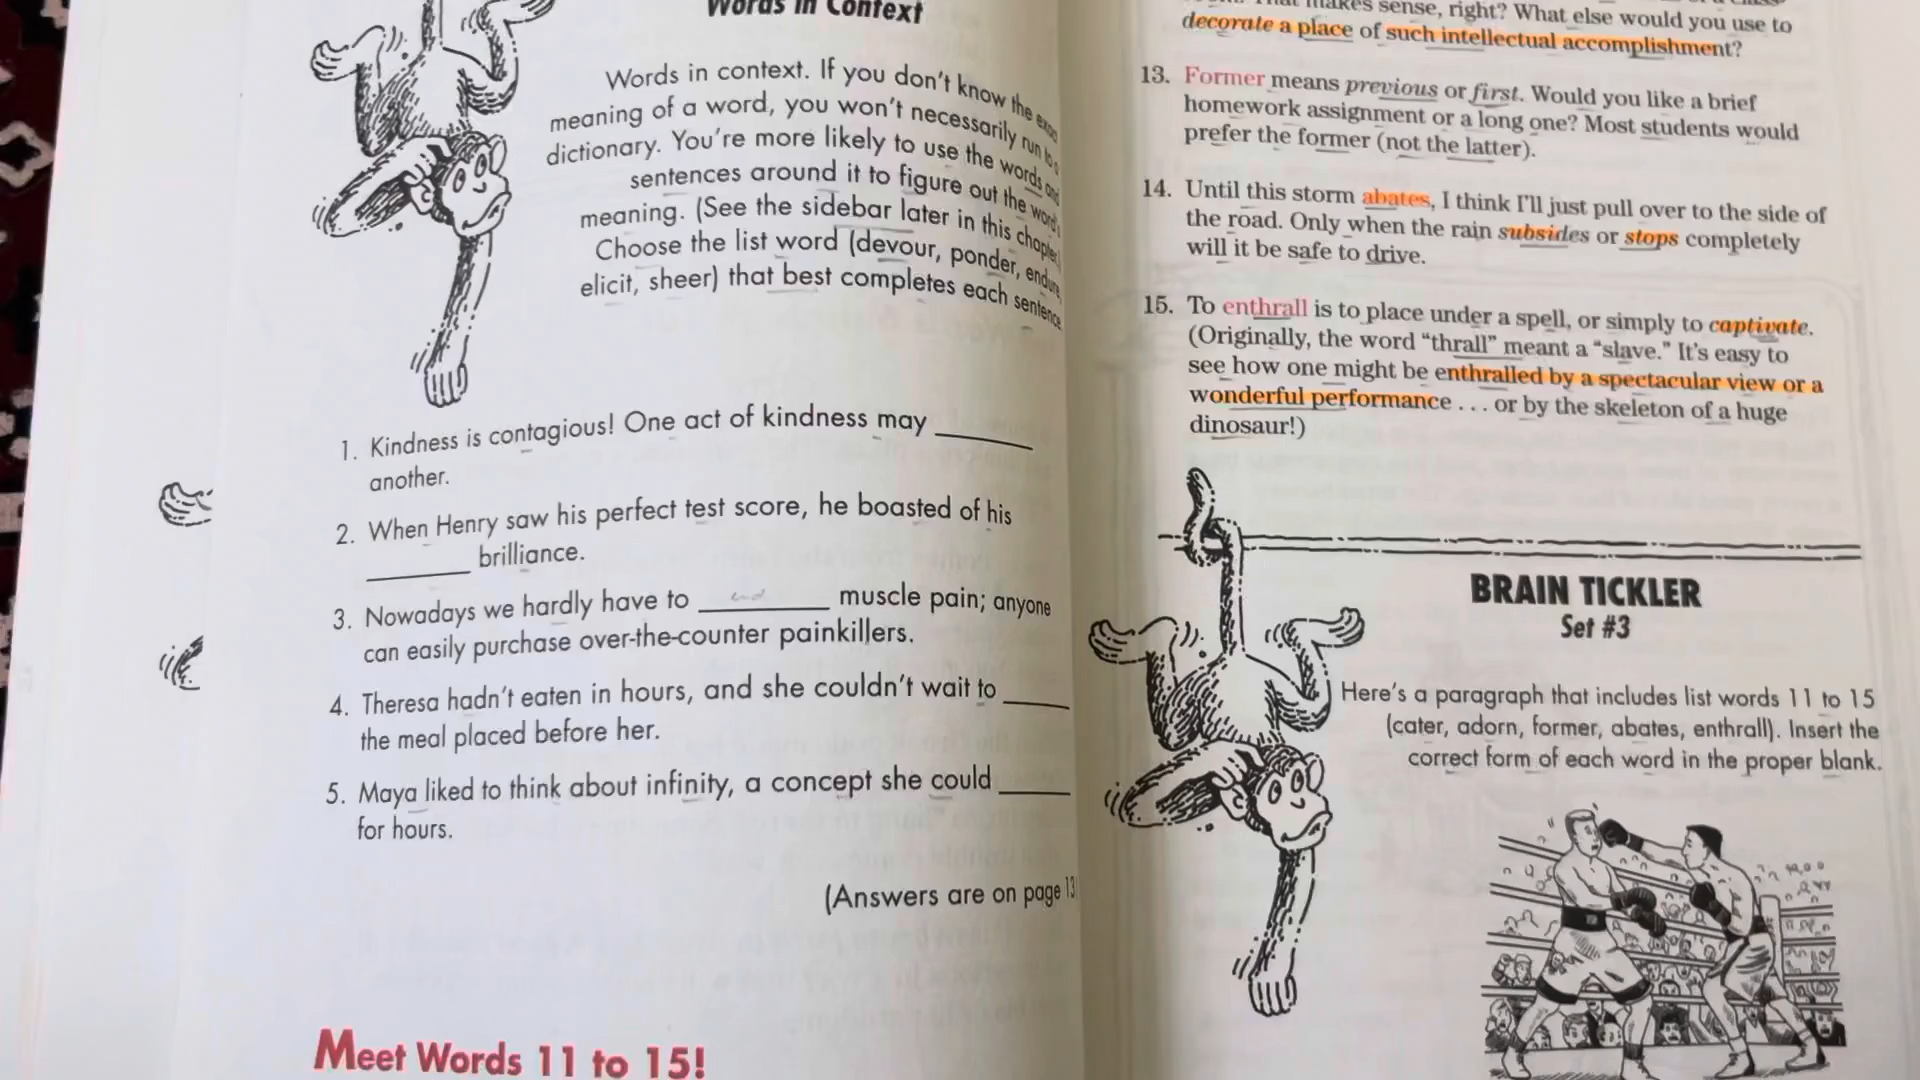 Words in Context
Words in context. If you don't know the exact
meaning of a word, you won't necessarily run to a
dictionary. You're more likely to use the words and
sentences around it to figure out the word's
meaning. (See the sidebar later in this chapter.)
Choose the list word (devour, ponder, endure,
elicit, sheer) that best completes each sentence
1. Kindness is contagious! One act of kindness may ______
another.
2. When Henry saw his perfect test score, he boasted of his
______ brilliance.
3. Nowadays we hardly have to ______ muscle pain; anyone
can easily purchase over-the-counter painkillers.
4. Theresa hadn't eaten in hours, and she couldn't wait to ______
the meal placed before her.
5. Maya liked to think about infinity, a concept she could ______
for hours.
(Answers are on page 13
Meet Words 11 to 15!
makes sense, right? What else would you use to
decorate a place of such intellectual accomplishment?
13. Former means previous or first. Would you like a brief
homework assignment or a long one? Most students would
prefer the former (not the latter).
14. Until this storm abates, I think I'll just pull over to the side of
the road. Only when the rain subsides or stops completely
will it be safe to drive.
15. To enthrall is to place under a spell, or simply to captivate.
(Originally, the word "thrall" meant a "slave." It's easy to
see how one might be enthralled by a spectacular view or a
wonderful performance . . . or by the skeleton of a huge
dinosaur!)
BRAIN TICKLER
Set #3
Here's a paragraph that includes list words 11 to 15
(cater, adorn, former, abates, enthrall). Insert the
correct form of each word in the proper blank.